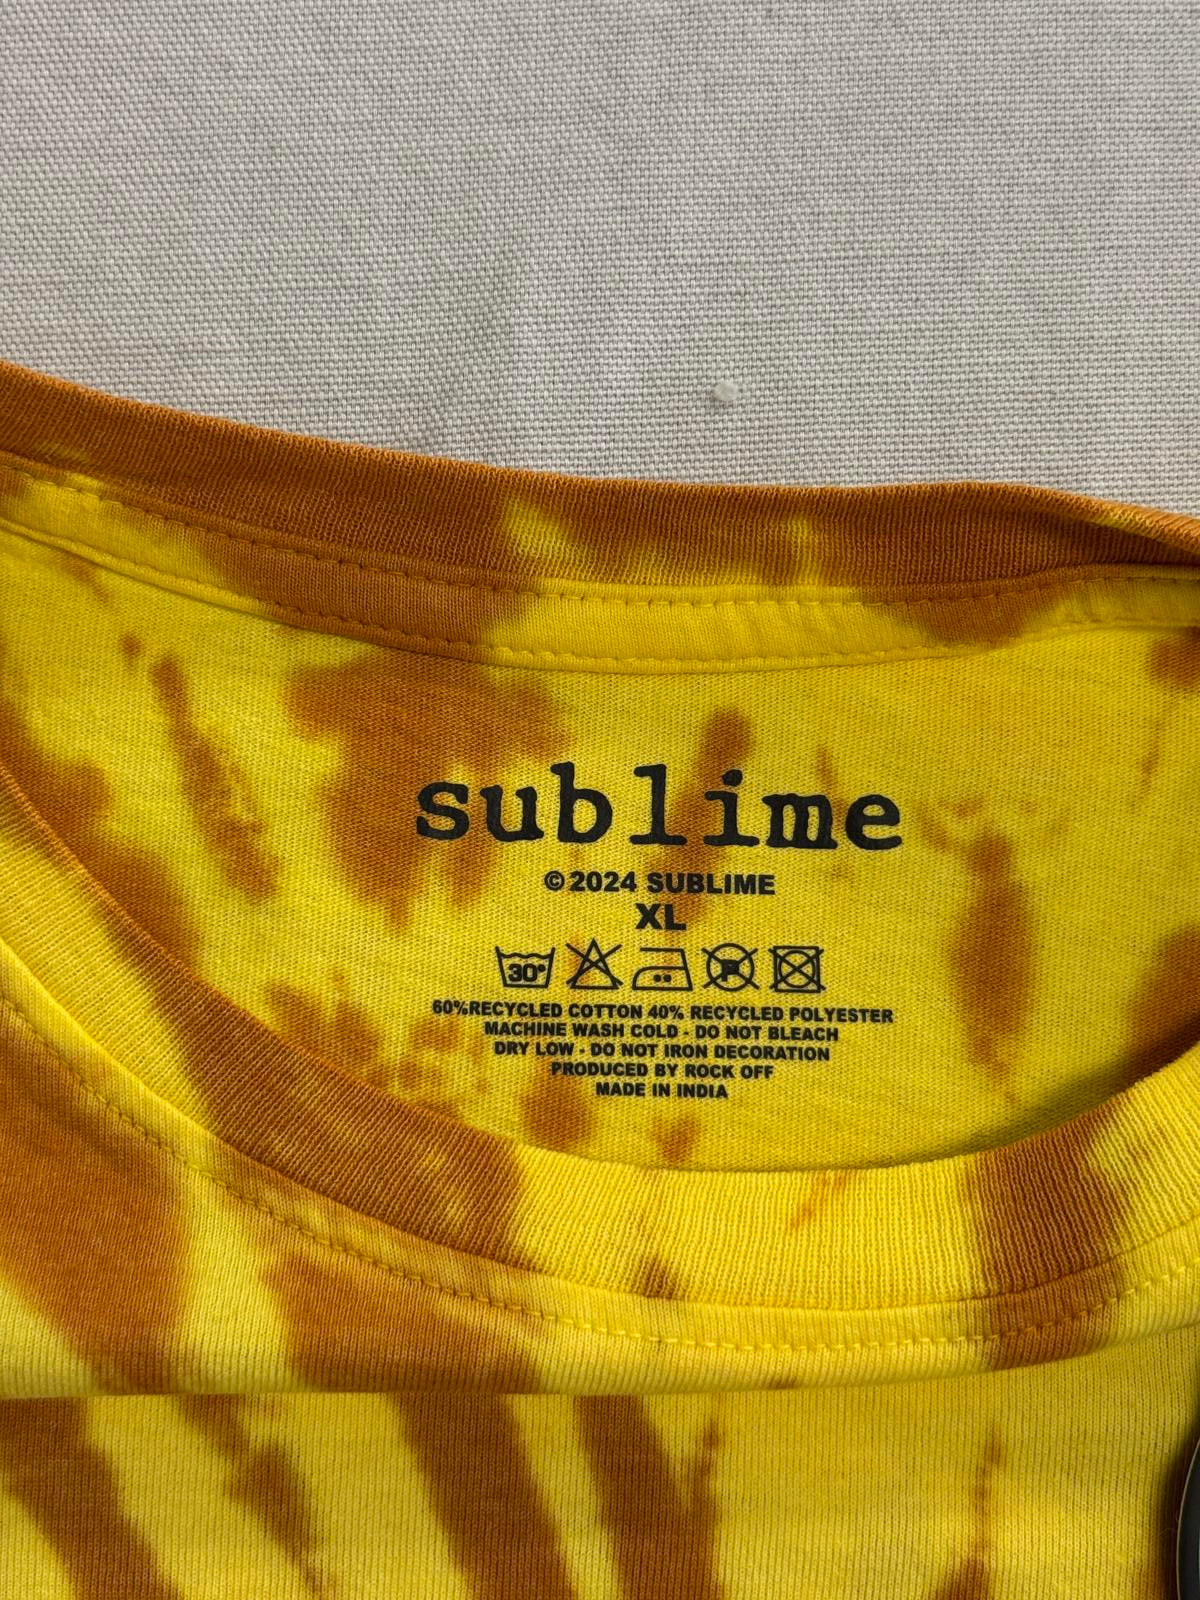 sublime
©2024 SUBLIME
XL
30° P
60%RECYCLED COTTON 40% RECYCLED POLYESTER
MACHINE WASH COLD - DO NOT BLEACH
DRY LOW - DO NOT IRON DECORATION
PRODUCED BY ROCK OFF
MADE IN INDIA